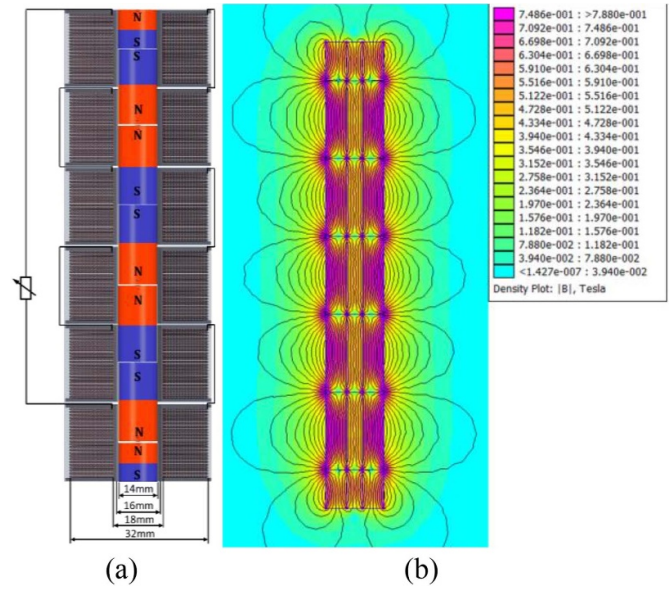 N
S
S
N
N
S
S
N
N
S
S
N
N
S
14mm
16mm
18mm
32mm
(a)
7.486e-001 : >7.880e-001
7.092e-001 : 7.486e-001
6.698e-001 : 7.092e-001
6.304e-001 : 6.698e-001
5.910e-001 : 6.304e-001
5.516e-001 : 5.910e-001
5.122e-001 : 5.516e-001
4.728e-001 : 5.122e-001
4.334e-001 : 4.728e-001
3.940e-001 : 4.334e-001
3.546e-001 : 3.940e-001
3.152e-001 : 3.546e-001
2.758e-001 : 3.152e-001
2.364e-001 : 2.758e-001
1.970e-001 : 2.364e-001
1.576e-001 : 1.970e-001
1.182e-001 : 1.576e-001
7.880e-002 : 1.182e-001
3.940e-002 : 7.880e-002
<1.427e-007 : 3.940e-002
Density Plot: |B|, Tesla
(b)